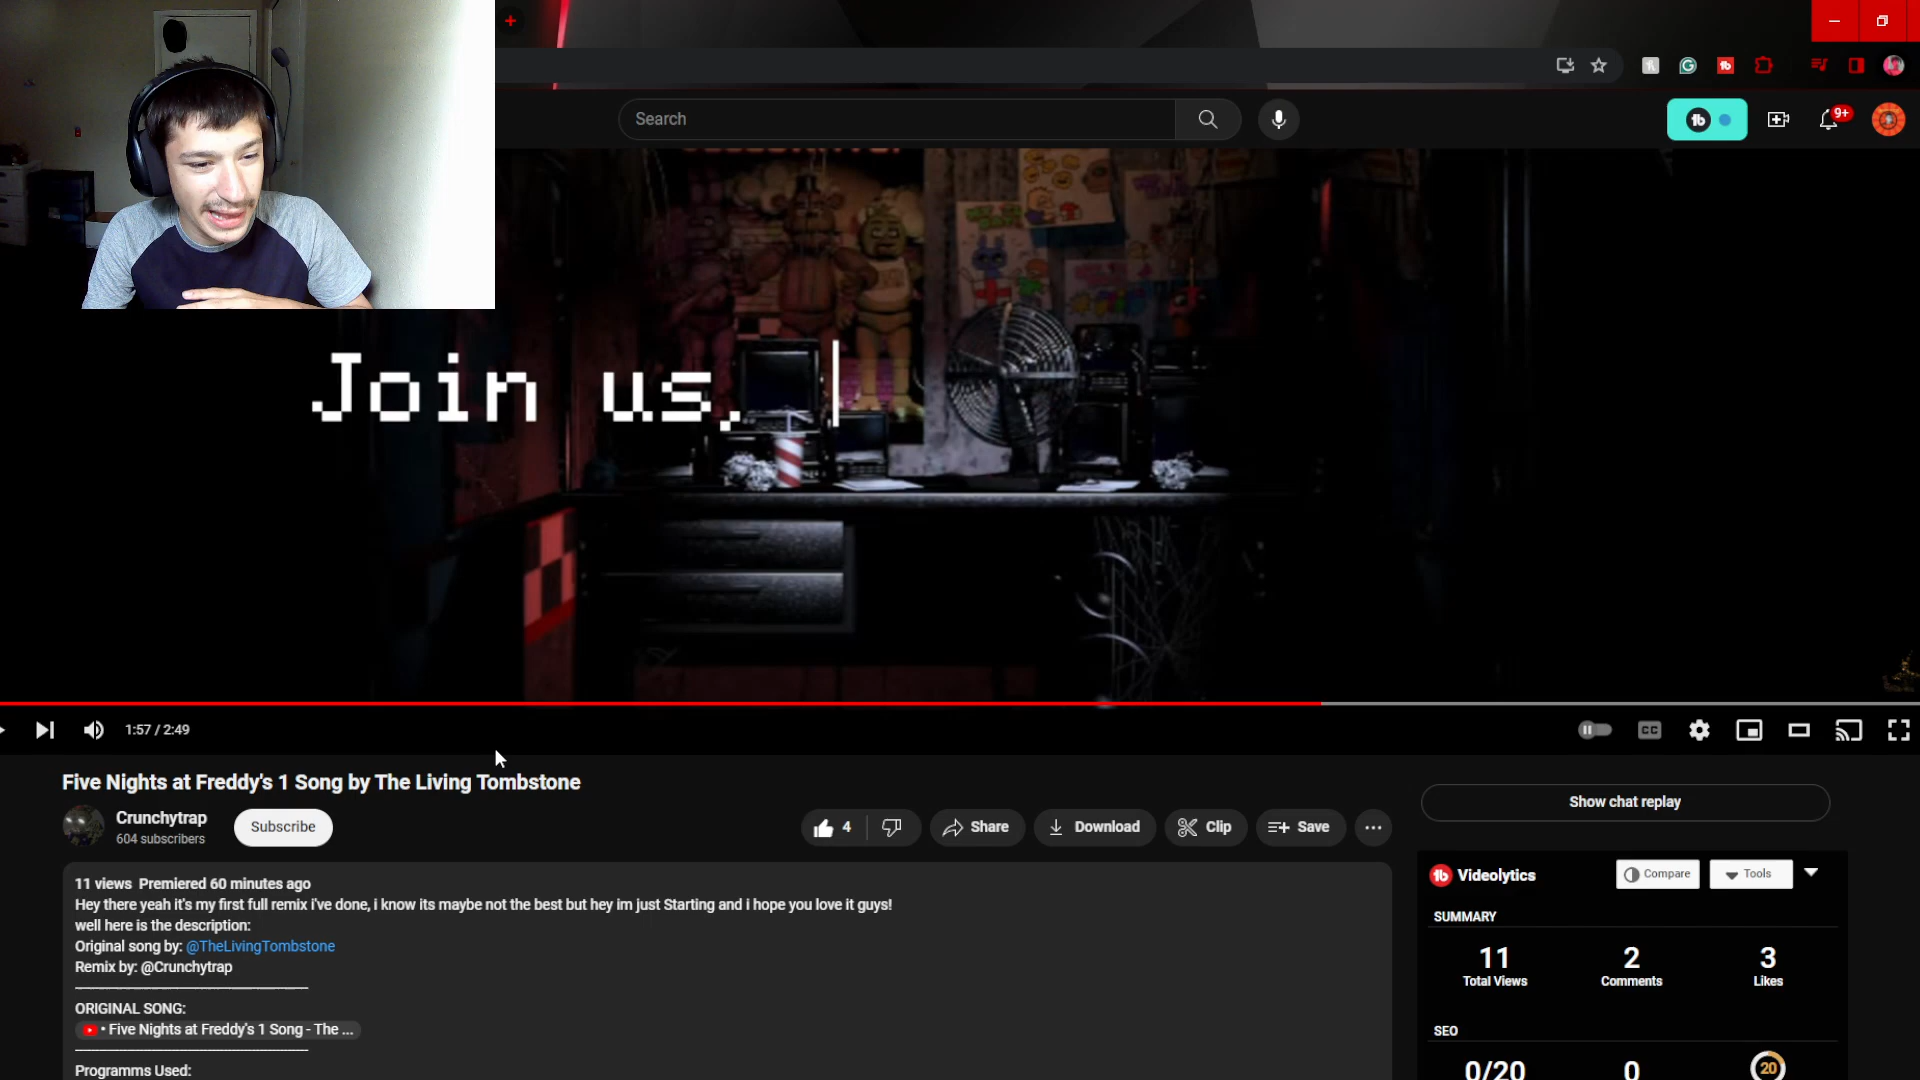 Search
9+
CELEBRATE!
Join us,
1:57 / 2:49
CC
Five Nights at Freddy's 1 Song by The Living Tombstone
Crunchytrap
604 subscribers
Subscribe
4
Share
Download
Clip
Save
Show chat replay
11 views Premiered 60 minutes ago
Hey there yeah it's my first full remix i've done, i know its maybe not the best but hey im just Starting and i hope you love it guys!
well here is the description:
Original song by: @TheLivingTombstone
Remix by: @Crunchytrap
ORIGINAL SONG:
• Five Nights at Freddy's 1 Song - The ...
Programms Used:
Videolytics
Compare
Tools
SUMMARY
11
2
3
Total Views
Comments
Likes
SEO
0/20
0
20